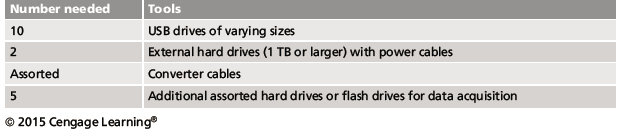 Number needed Tools
10 USB drives of varying sizes
2 External hard drives (1 TB or larger) with power cables
Assorted Converter cables
5 Additional assorted hard drives or flash drives for data acquisition
© 2015 Cengage Learning®